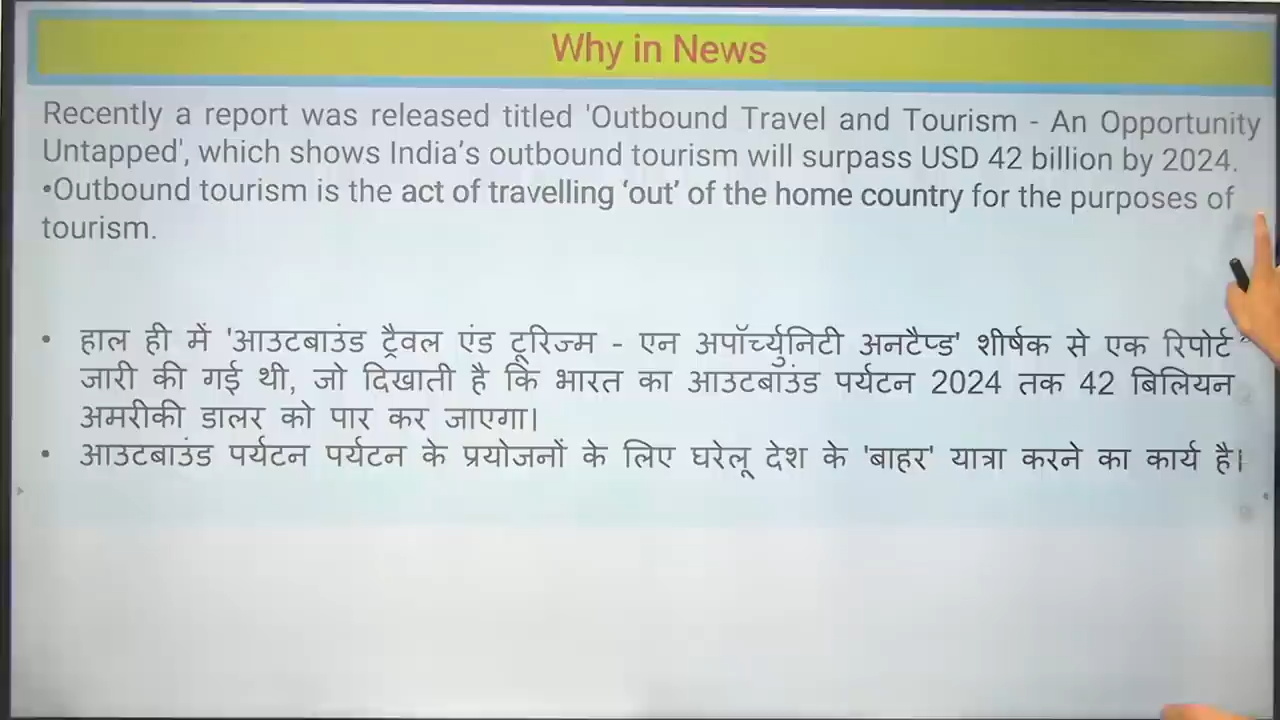 Why in News
Recently a report was released titled 'Outbound Travel and Tourism - An Opportunity
Untapped', which shows India’s outbound tourism will surpass USD 42 billion by 2024.
•Outbound tourism is the act of travelling ‘out’ of the home country for the purposes of
tourism.
• हाल ही में 'आउटबाउंड ट्रैवल एंड टूरिज्म - एन अपॉर्च्युनिटी अनटैप्ड' शीर्षक से एक रिपोर्ट
जारी की गई थी, जो दिखाती है कि भारत का आउटबाउंड पर्यटन 2024 तक 42 बिलियन
अमरीकी डालर को पार कर जाएगा।
• आउटबाउंड पर्यटन पर्यटन के प्रयोजनों के लिए घरेलू देश के 'बाहर' यात्रा करने का कार्य है।